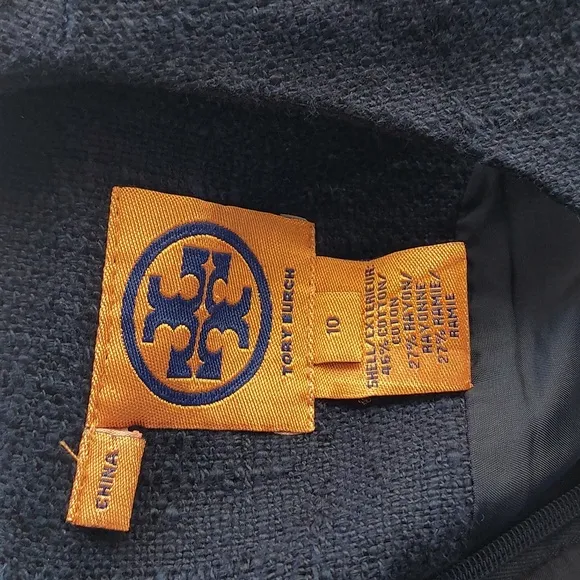 TORY BURCH
10
SHELL/EXTERIEUR
46% COTTON/
COTON
27% RAYON/
RAYONNE
27% RAMIE/
RAMIE
CHINA